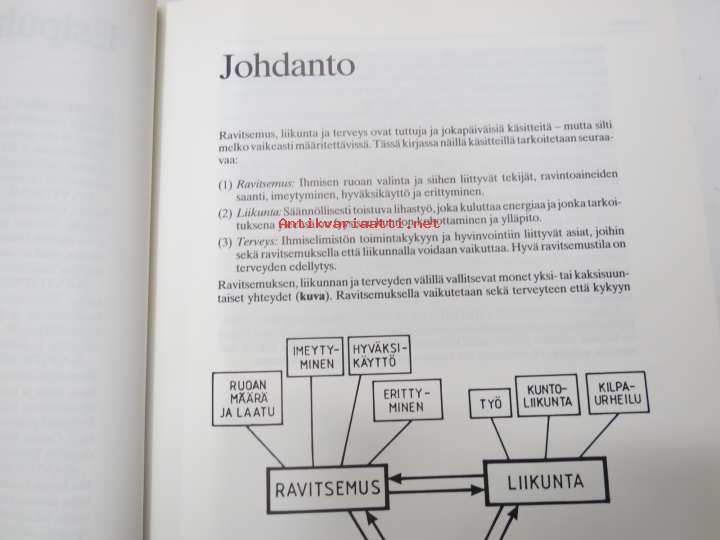 Johdanto
Ravitsemus, liikunta ja terveys ovat tuttuja ja jokapäiväisiä käsitteitä – mutta silti
melko vaikeasti määritettävissä. Tässä kirjassa näillä käsitteillä tarkoitetaan seuraa-
vaa:
(1) Ravitsemus: Ihmisen ruoan valinta ja siihen liittyvät tekijät, ravintoaineiden
saanti, imeytyminen, hyväksikäyttö ja erittyminen.
(2) Liikunta: Säännöllisesti toistuva lihastyö, joka kuluttaa energiaa ja jonka tarkoi-
tuksena kohottaminen ja ylläpito.
Antikvariaatti.net
(3) Terveys: Ihmiselimistön toimintakykyyn ja hyvinvointiin liittyvät asiat, joihin
sekä ravitsemuksella että liikunnalla voidaan vaikuttaa. Hyvä ravitsemustila on
terveyden edellytys.
Ravitsemuksen, liikunnan ja terveyden välillä vallitsevat monet yksi- tai kaksisuun-
taiset yhteydet (kuva). Ravitsemuksella vaikutetaan sekä terveyteen että kykyyn
IMEYTY-
MINEN
HYVÄKSI-
KÄYTTÖ
RUOAN
MÄÄRÄ
JA LAATU
ERITTY-
MINEN
TYÖ
KUNTO-
LIIKUNTA
KILPA-
URHEILU
RAVITSEMUS
LIIKUNTA